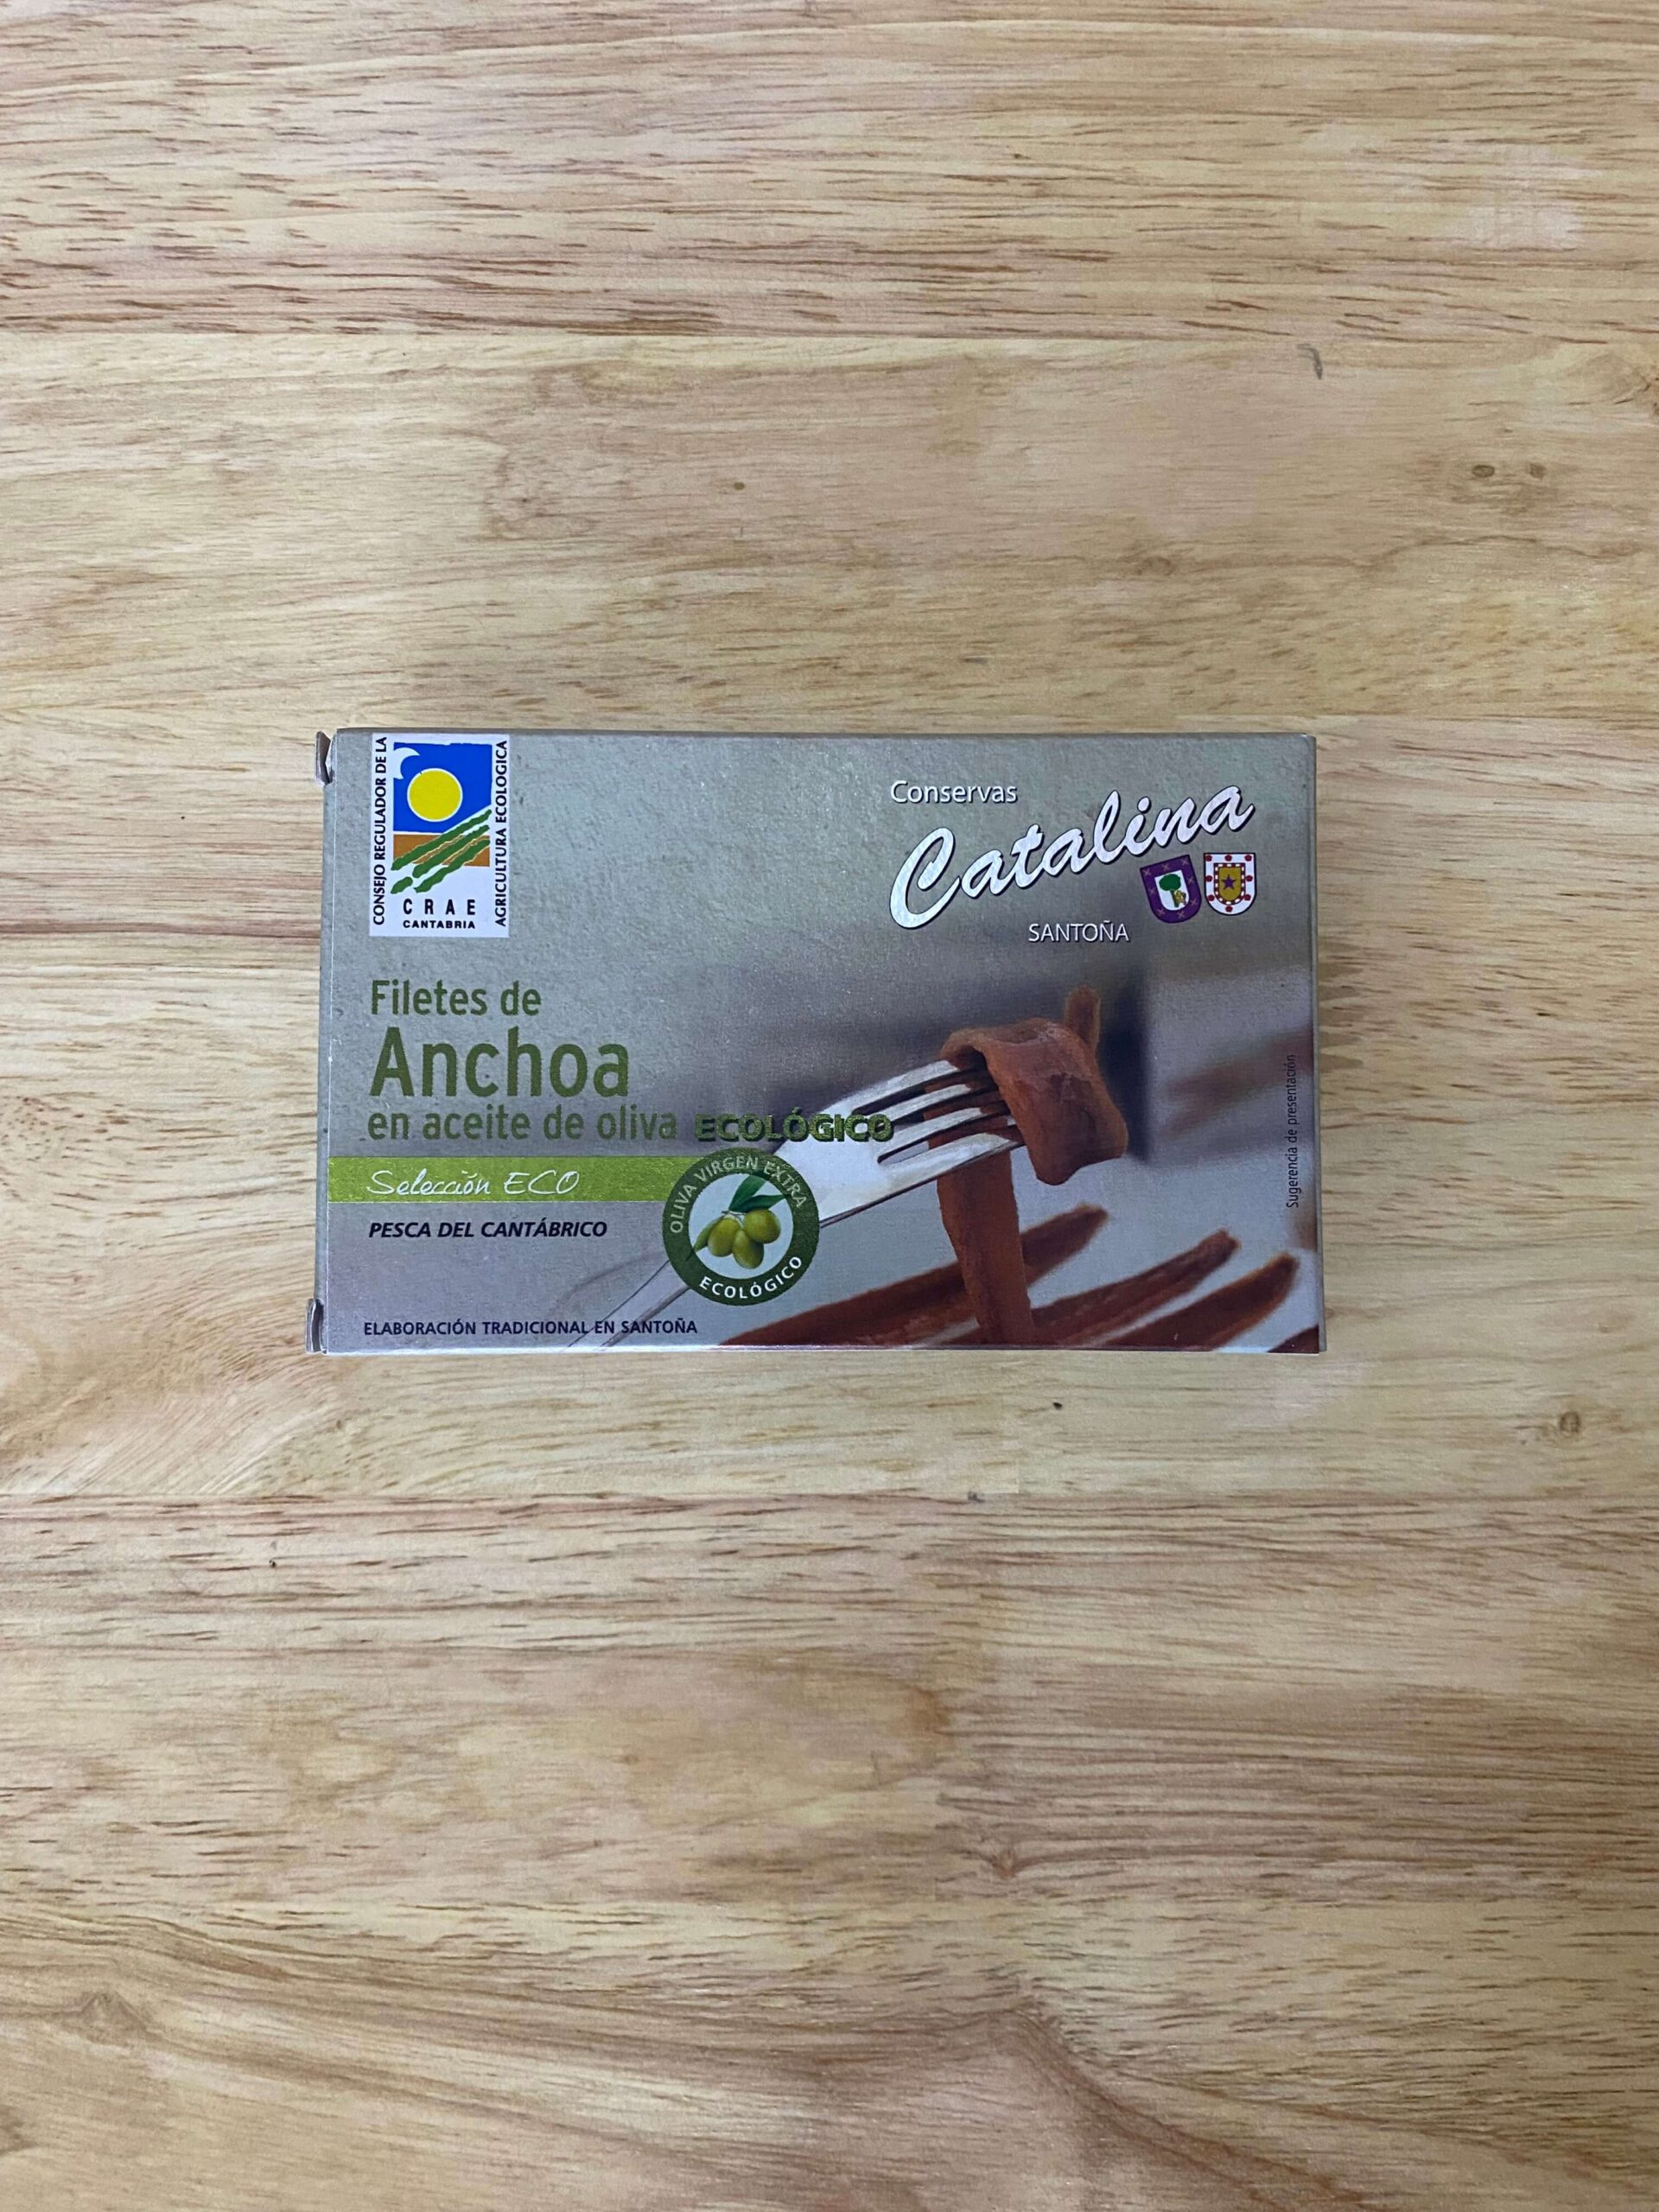 CONSEJO REGULADOR DE LA
AGRICULTURA ECOLOGICA
CRAE
CANTABRIA
Conservas
Catalina
SANTOÑA
Filetes de
Anchoa
en aceite de oliva ECOLÓGICO
Selección ECO
OLIVA VIRGEN EXTRA
ECOLÓGICO
PESCA DEL CANTÁBRICO
ELABORACIÓN TRADICIONAL EN SANTOÑA
Sugerencia de presentación